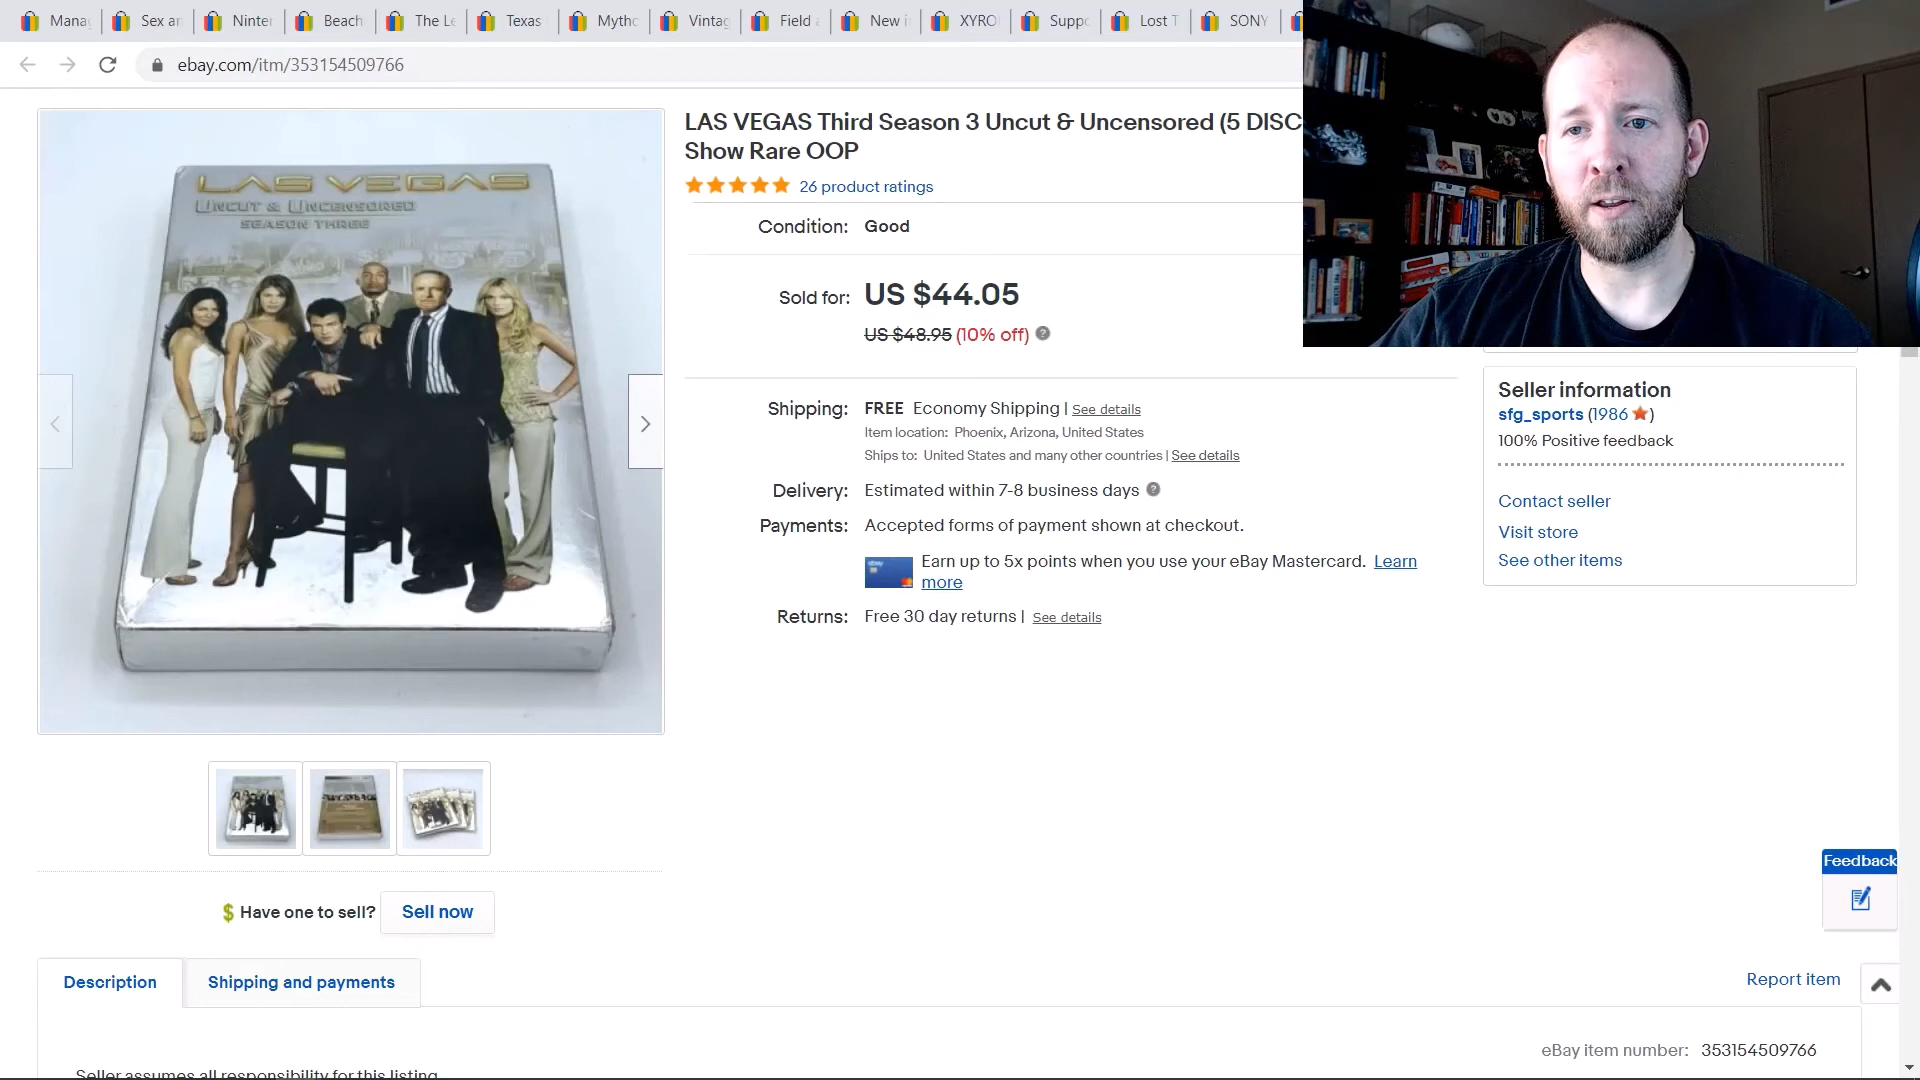 Mana
Sex an
Ninten
Beach
The Le
Texas
Mytho
Vintag
Field a
New i
XYRO
Suppo
Lost T
SONY
ebay.com/itm/353154509766
LAS VEGAS Third Season 3 Uncut & Uncensored (5 DISC
Show Rare OOP
26 product ratings
Condition: Good
Sold for: US $44.05
US $48.95 (10% off)
Shipping: FREE Economy Shipping | See details
Item location: Phoenix, Arizona, United States
Ships to: United States and many other countries | See details
Delivery: Estimated within 7-8 business days
Payments: Accepted forms of payment shown at checkout.
Earn up to 5x points when you use your eBay Mastercard. Learn
more
Returns: Free 30 day returns | See details
Seller information
sfg_sports (1986)
100% Positive feedback
Contact seller
Visit store
See other items
LAS VEGAS
UNCUT & UNCENSORED
SEASON THREE
$ Have one to sell? Sell now
Feedback
Description
Shipping and payments
Report item
eBay item number: 353154509766
Seller assumes all responsibility for this listing.